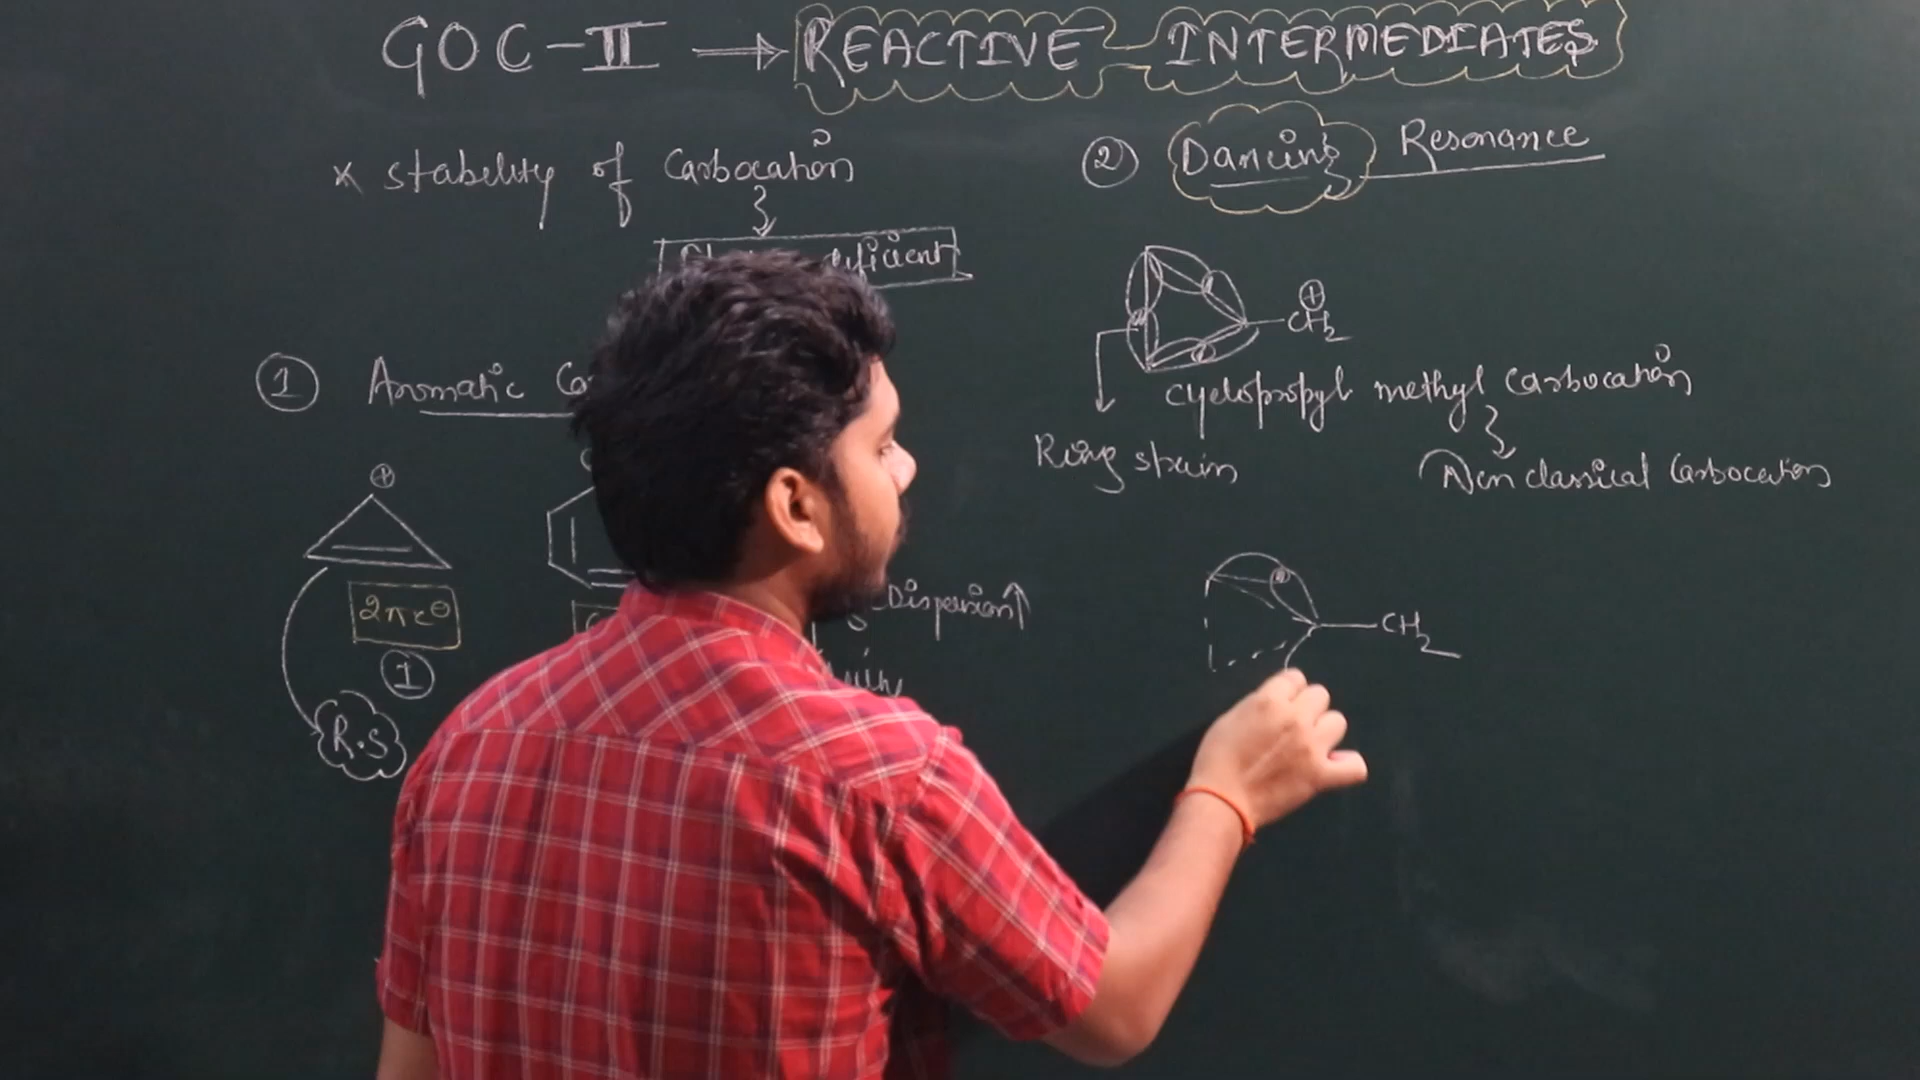 GOC-II → REACTIVE INTERMEDIATES
* stability of Carbocation
deficient
① Aromatic
⊕
2πe⊖
①
R.S
Dispersion↑
② Dancing Resonance
⊕
CH2
cyclopropyl methyl Carbocation
Ring strain
Non classical Carbocation
CH2